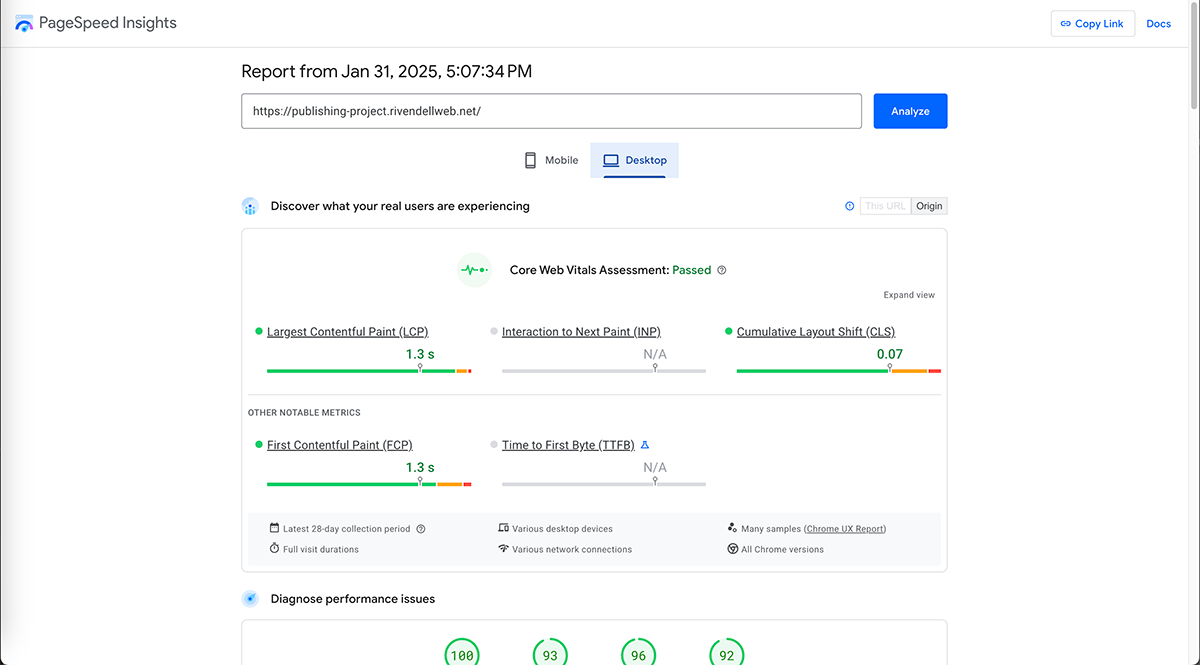 PageSpeed Insights
Copy Link Docs
Report from Jan 31, 2025, 5:07:34 PM
https://publishing-project.rivendellweb.net/
Analyze
Mobile Desktop
Discover what your real users are experiencing
This URL Origin
Core Web Vitals Assessment: Passed
Expand view
Largest Contentful Paint (LCP) Interaction to Next Paint (INP) Cumulative Layout Shift (CLS)
1.3 s N/A 0.07
OTHER NOTABLE METRICS
First Contentful Paint (FCP) Time to First Byte (TTFB)
1.3 s N/A
Latest 28-day collection period Various desktop devices Many samples (Chrome UX Report)
Full visit durations Various network connections All Chrome versions
Diagnose performance issues
100 93 96 92